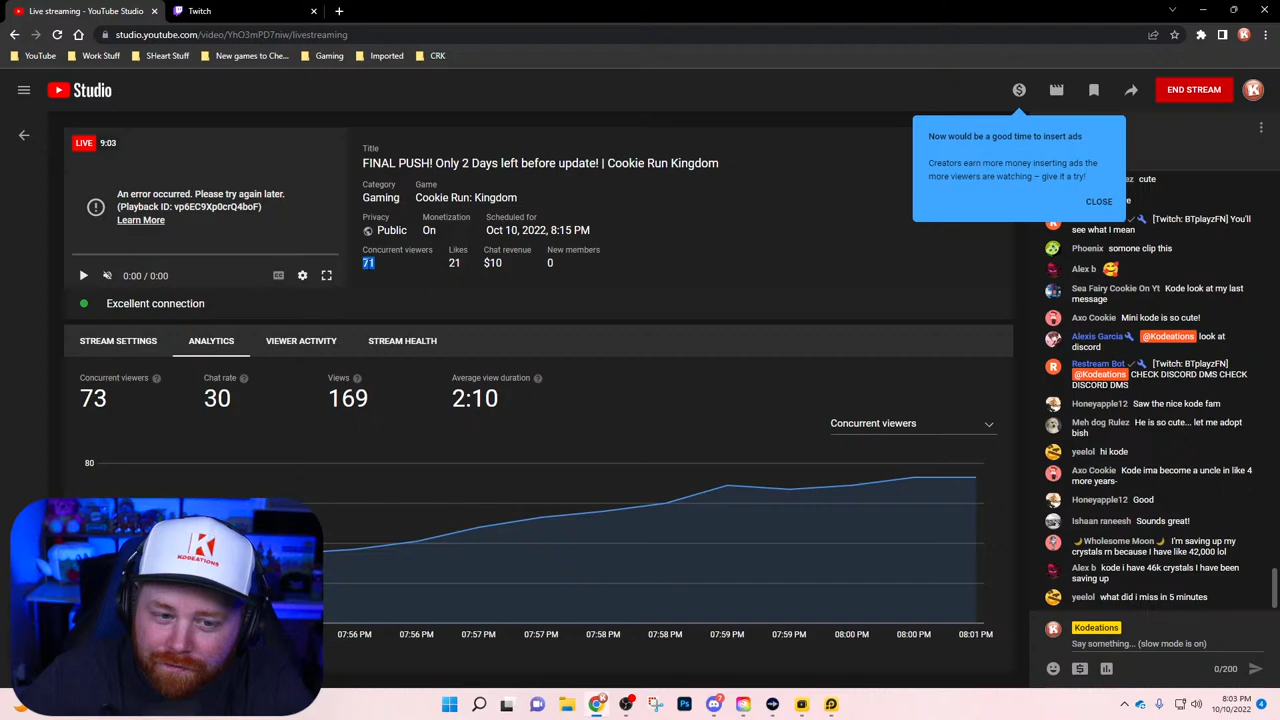 Live streaming - YouTube Studio
Twitch
studio.youtube.com/video/YhO3mPD7niw/livestreaming
YouTube
Work Stuff
SHeart Stuff
New games to Che...
Gaming
Imported
CRK
Studio
END STREAM
LIVE 9:03
An error occurred. Please try again later.
(Playback ID: vp6EC9Xp0crQ4boF)
Learn More
0:00 / 0:00
Title
FINAL PUSH! Only 2 Days left before update! | Cookie Run Kingdom
Category Game
Gaming Cookie Run: Kingdom
Privacy Monetization Scheduled for
Public On Oct 10, 2022, 8:15 PM
Concurrent viewers Likes Chat revenue New members
71 21 $10 0
Excellent connection
Now would be a good time to insert ads
Creators earn more money inserting ads the
more viewers are watching – give it a try!
CLOSE
STREAM SETTINGS ANALYTICS VIEWER ACTIVITY
Concurrent viewers Chat rate Views Average view duration
73 30 169 2:10
Concurrent viewers
80
07:56 PM 07:56 PM 07:57 PM 07:57 PM 07:58 PM 07:58 PM 07:59 PM 07:59 PM 08:00 PM 08:00 PM 08:01 PM
KODEATIONS
cute
[Twitch: BTplayzFN] You'll
see what I mean
Phoenix somone clip this
Alex b 🥰
Sea Fairy Cookie On Yt Kode look at my last
message
Axo Cookie Mini kode is so cute!
Alexis Garcia @Kodeations look at
discord
Restream Bot [Twitch: BTplayzFN]
@Kodeations CHECK DISCORD DMS CHECK
DISCORD DMS
Honeyapple12 Saw the nice kode fam
Meh dog Rulez He is so cute... let me adopt
bish
yeelol hi kode
Axo Cookie Kode ima become a uncle in like 4
more years-
Honeyapple12 Good
Ishaan raneesh Sounds great!
🌙Wholesome Moon🌙 I'm saving up my
crystals rn because I have like 42,000 lol
Alex b kode i have 46k crystals I have been
saving up
yeelol what did i miss in 5 minutes
Kodeations
Say something... (slow mode is on)
0/200
8:03 PM
10/10/2022